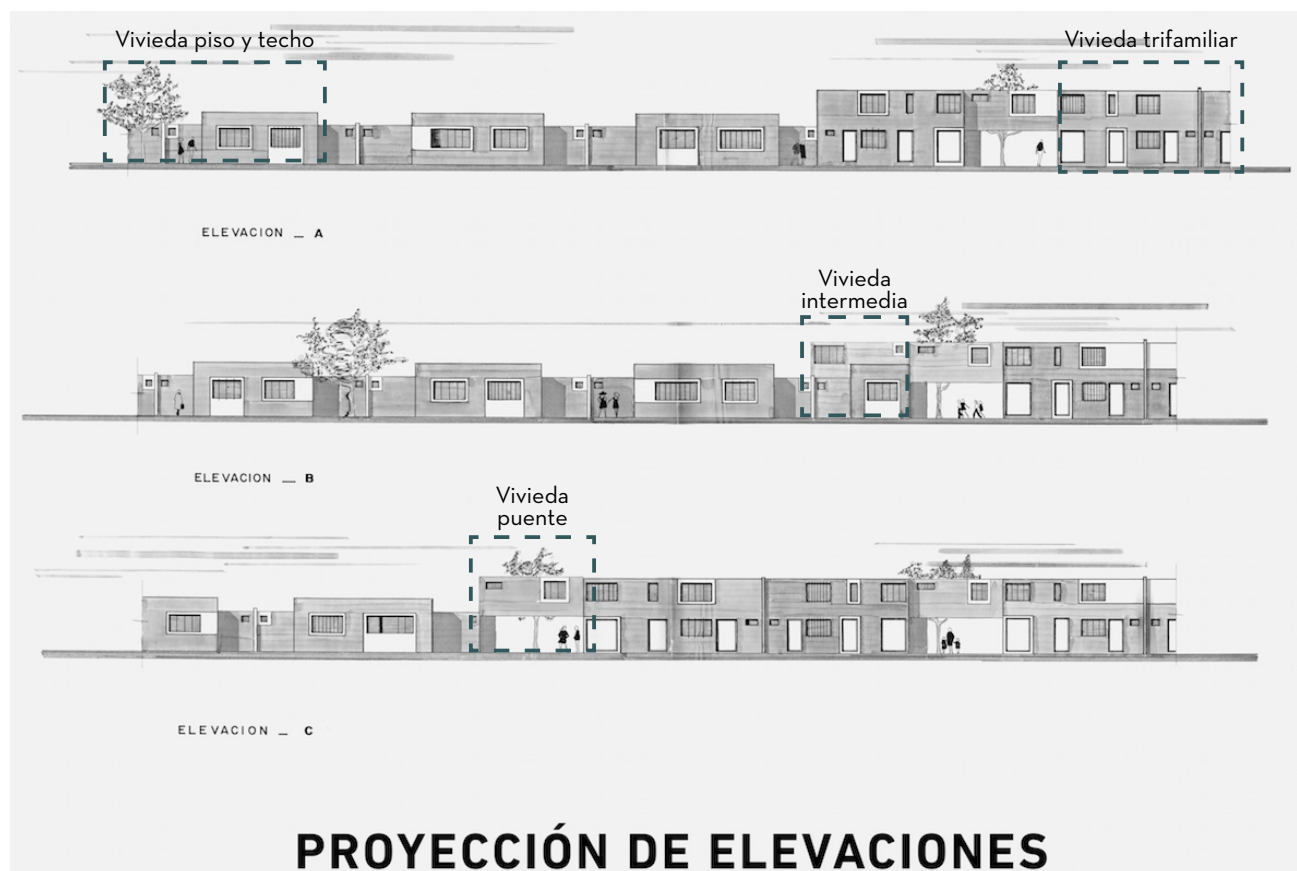 Vivieda piso y techo
Vivieda trifamiliar
ELEVACION _ A
Vivieda
intermedia
ELEVACION _ B
Vivieda
puente
ELEVACION _ C
PROYECCIÓN DE ELEVACIONES